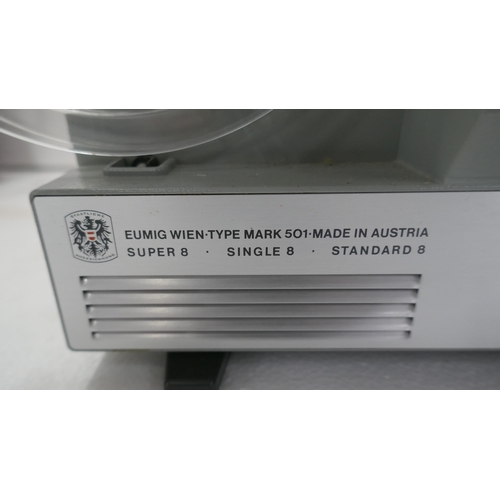 EUMIG WIEN·TYPE MARK 501·MADE IN AUSTRIA
SUPER 8 · SINGLE 8 · STANDARD 8